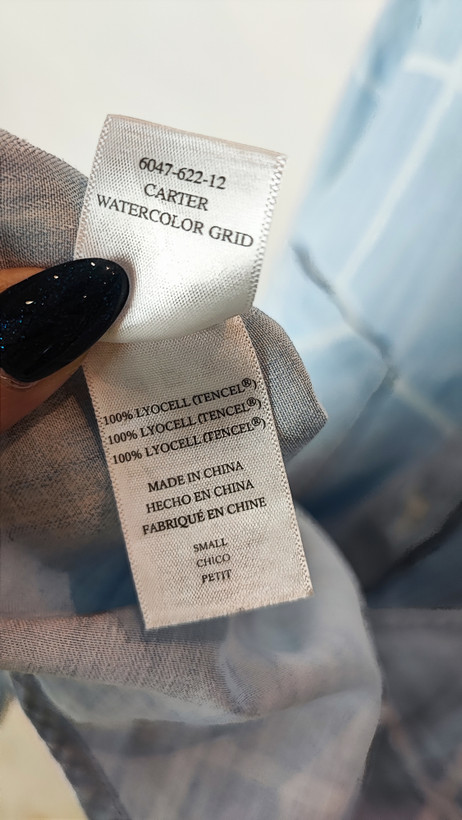 6047-622-12
CARTER
WATERCOLOR GRID
100% LYOCELL (TENCEL®)
100% LYOCELL (TENCEL®)
100% LYOCELL (TENCEL®)
MADE IN CHINA
HECHO EN CHINA
FABRIQUÉ EN CHINE
SMALL
CHICO
PETIT